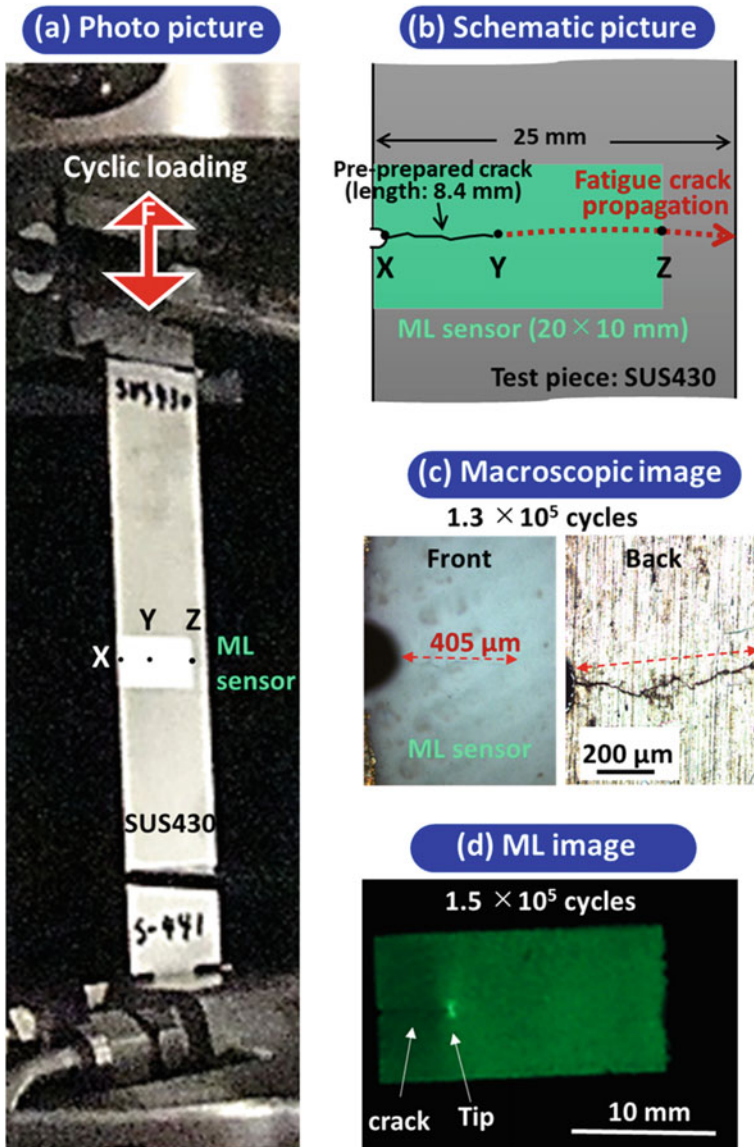 (a) Photo picture
Cyclic loading
F
SUS430
X
Y
Z
ML
sensor
SUS430
S-441
(b) Schematic picture
25 mm
Pre-prepared crack
(length: 8.4 mm)
Fatigue crack
propagation
X
Y
Z
ML sensor (20 × 10 mm)
Test piece: SUS430
(c) Macroscopic image
1.3 × 10⁵ cycles
Front
Back
405 μm
ML sensor
200 μm
(d) ML image
1.5 × 10⁵ cycles
crack
Tip
10 mm